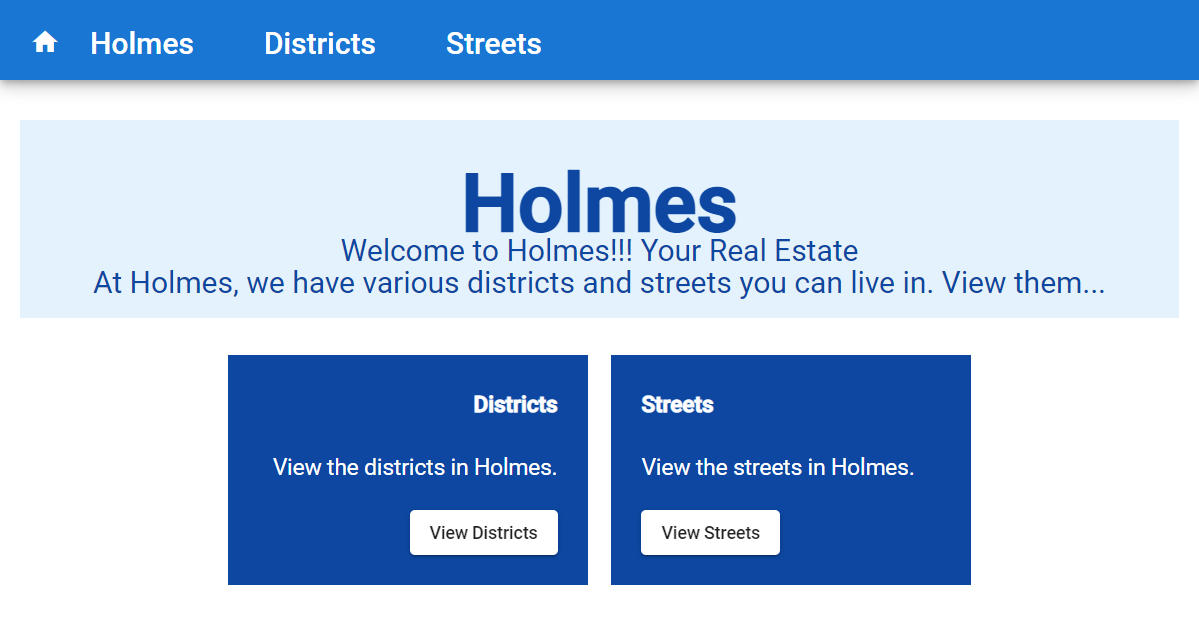 Holmes Districts Streets
Holmes
Welcome to Holmes!!! Your Real Estate
At Holmes, we have various districts and streets you can live in. View them...
Districts
View the districts in Holmes.
View Districts
Streets
View the streets in Holmes.
View Streets